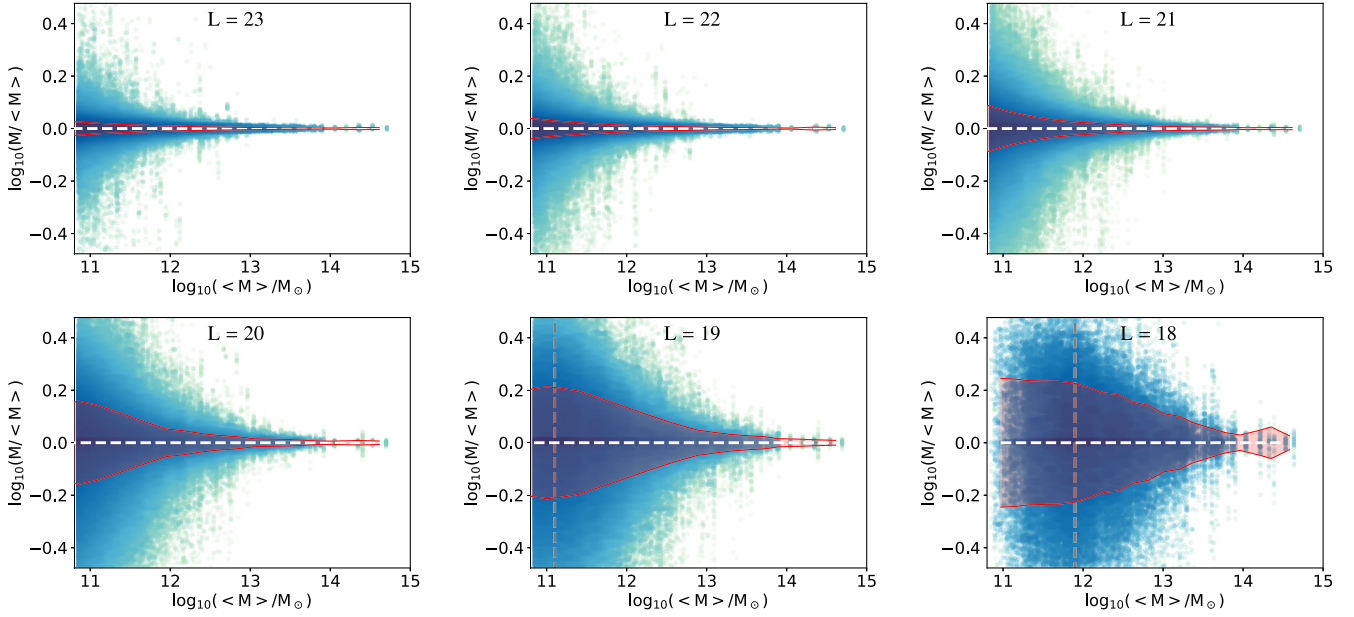 L = 23
L = 22
L = 21
log₁₀(M/ < M >)
0.4
0.2
0.0
−0.2
−0.4
11 12 13 14 15
log₁₀( < M > /M⊙)
log₁₀(M/ < M >)
0.4
0.2
0.0
−0.2
−0.4
11 12 13 14 15
log₁₀( < M > /M⊙)
log₁₀(M/ < M >)
0.4
0.2
0.0
−0.2
−0.4
11 12 13 14 15
log₁₀( < M > /M⊙)
L = 20
L = 19
L = 18
log₁₀(M/ < M >)
0.4
0.2
0.0
−0.2
−0.4
11 12 13 14 15
log₁₀( < M > /M⊙)
log₁₀(M/ < M >)
0.4
0.2
0.0
−0.2
−0.4
11 12 13 14 15
log₁₀( < M > /M⊙)
log₁₀(M/ < M >)
0.4
0.2
0.0
−0.2
−0.4
11 12 13 14 15
log₁₀( < M > /M⊙)